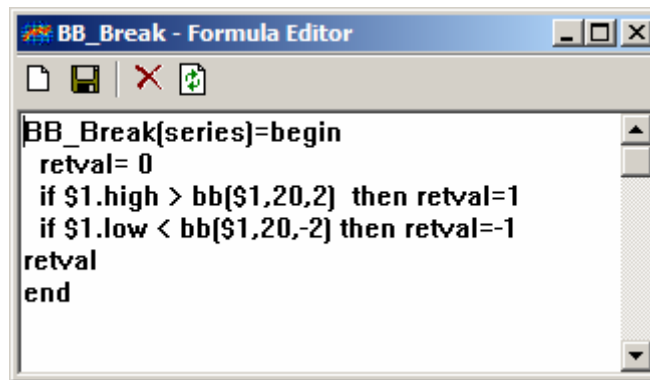 BB_Break - Formula Editor
BB_Break(series)=begin
retval= 0
if $1.high > bb($1,20,2)  then retval=1
if $1.low < bb($1,20,-2) then retval=-1
retval
end